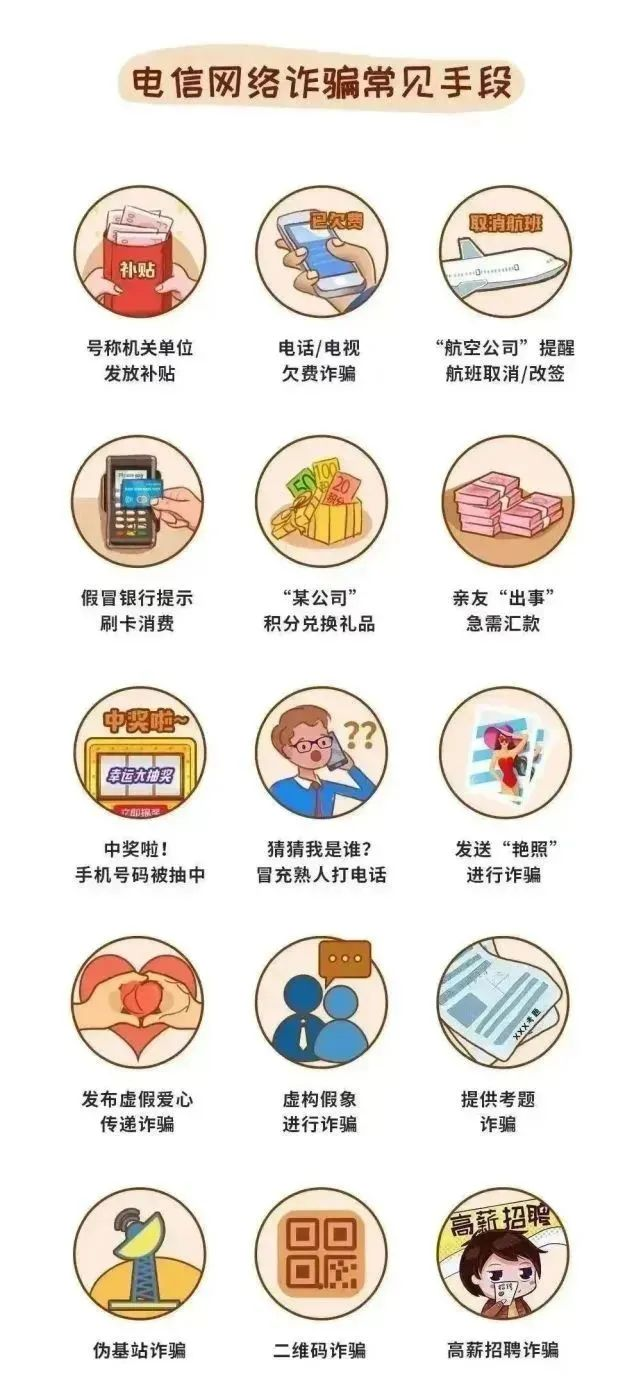 电信网络诈骗常见手段
补贴
已欠费
取消航班
号称机关单位
发放补贴
电话/电视
欠费诈骗
“航空公司”提醒
航班取消/改签
50
100
20
假冒银行提示
刷卡消费
“某公司”
积分兑换礼品
亲友“出事”
急需汇款
中奖啦~
幸运大抽奖
??
中奖啦！
手机号码被抽中
猜猜我是谁？
冒充熟人打电话
发送“艳照”
进行诈骗
XXX考题
发布虚假爱心
传递诈骗
虚构假象
进行诈骗
提供考题
诈骗
高薪招聘
伪基站诈骗
二维码诈骗
高薪招聘诈骗